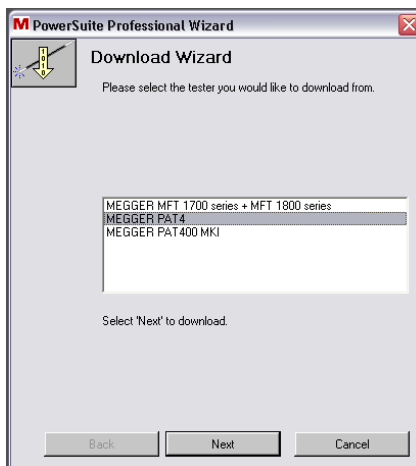 M PowerSuite Professional Wizard
1010
Download Wizard
Please select the tester you would like to download from.
MEGGER MFT 1700 series + MFT 1800 series
MEGGER PAT4
MEGGER PAT400 MKI
Select 'Next' to download.
Back
Next
Cancel